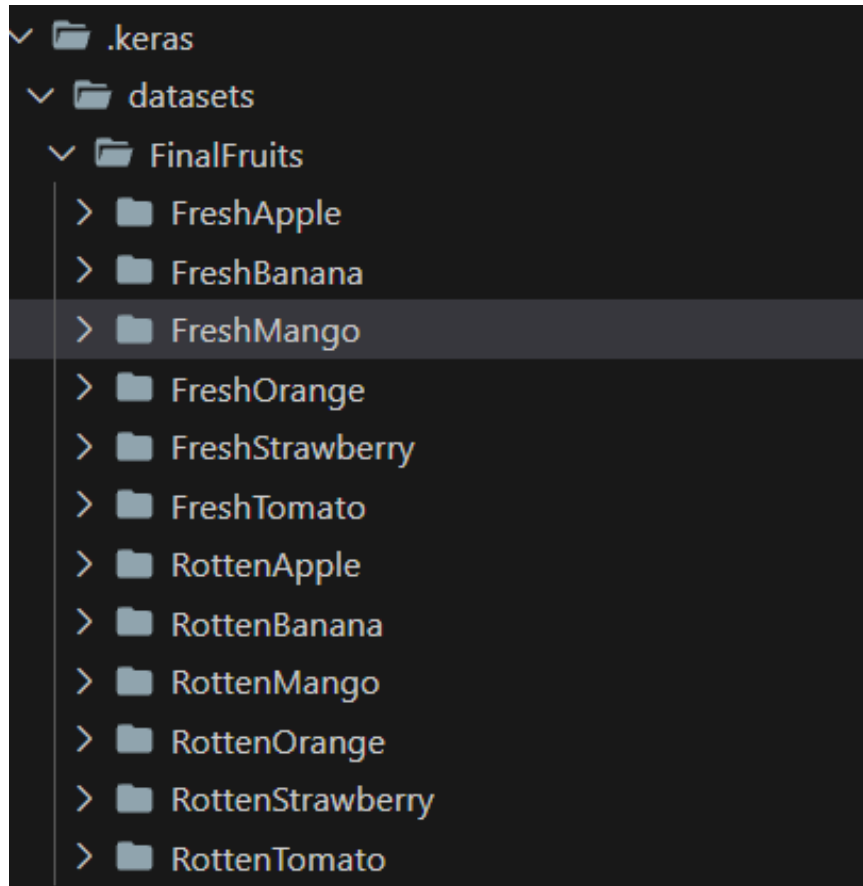 .keras
datasets
FinalFruits
FreshApple
FreshBanana
FreshMango
FreshOrange
FreshStrawberry
FreshTomato
RottenApple
RottenBanana
RottenMango
RottenOrange
RottenStrawberry
RottenTomato